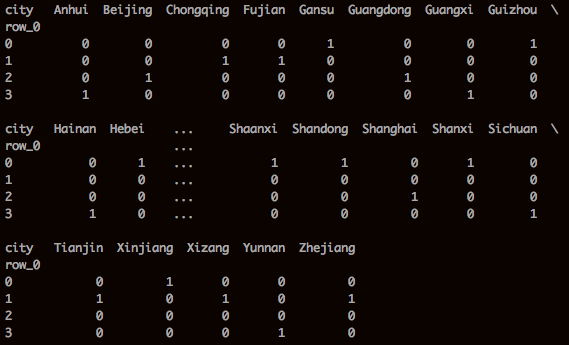 city Anhui Beijing Chongqing Fujian Gansu Guangdong Guangxi Guizhou \
row_0
0 0 0 0 0 1 0 0 1
1 0 0 1 1 0 0 0 0
2 0 1 0 0 0 1 0 0
3 1 0 0 0 0 0 1 0
city Hainan Hebei ... Shaanxi Shandong Shanghai Shanxi Sichuan \
row_0 ...
0 0 1 ... 1 1 0 1 0
1 0 0 ... 0 0 0 0 0
2 0 0 ... 0 0 1 0 0
3 1 0 ... 0 0 0 0 1
city Tianjin Xinjiang Xizang Yunnan Zhejiang
row_0
0 0 1 0 0 0
1 1 0 1 0 1
2 0 0 0 0 0
3 0 0 0 1 0